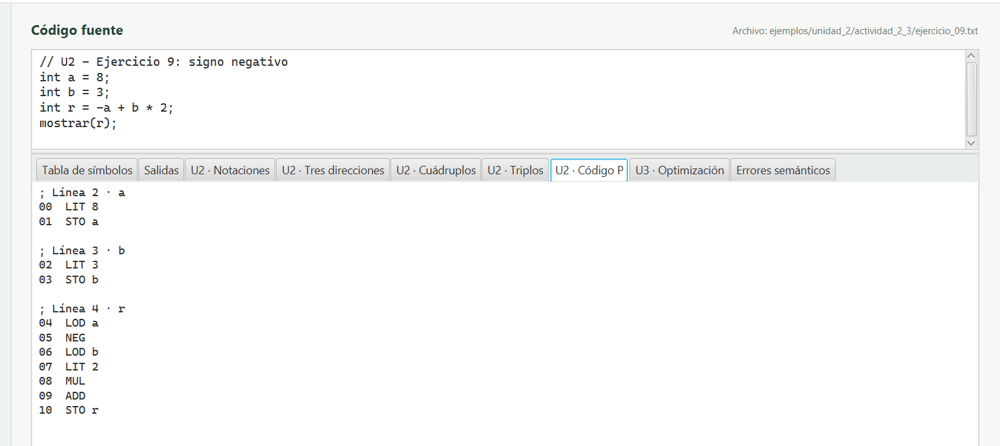 Código fuente
Archivo: ejemplos/unidad_2/actividad_2_3/ejercicio_09.txt
// U2 - Ejercicio 9: signo negativo
int a = 8;
int b = 3;
int r = -a + b * 2;
mostrar(r);
Tabla de símbolos Salidas U2 · Notaciones U2 · Tres direcciones U2 · Cuádruplos U2 · Triplos U2 · Código P U3 · Optimización Errores semánticos
; Línea 2 · a
00 LIT 8
01 STO a
; Línea 3 · b
02 LIT 3
03 STO b
; Línea 4 · r
04 LOD a
05 NEG
06 LOD b
07 LIT 2
08 MUL
09 ADD
10 STO r